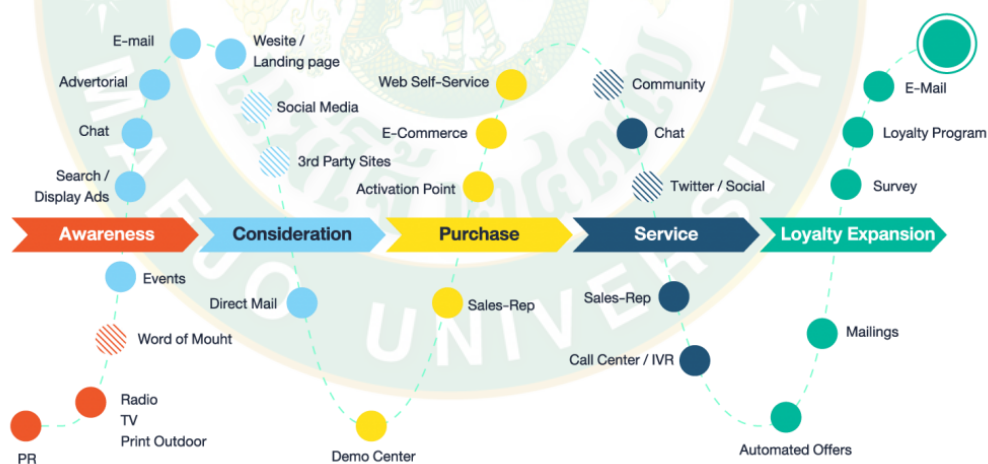 E-mail
Wesite /
Landing page
Advertorial
Social Media
Chat
3rd Party Sites
Search /
Display Ads
Web Self-Service
E-Commerce
Activation Point
Community
Chat
Twitter / Social
E-Mail
Loyalty Program
Survey
Awareness
Consideration
Purchase
Service
Loyalty Expansion
Events
Word of Mouht
Radio
TV
Print Outdoor
PR
Direct Mail
Demo Center
Sales-Rep
Sales-Rep
Call Center / IVR
Automated Offers
Mailings
MAEJO UNIVERSITY